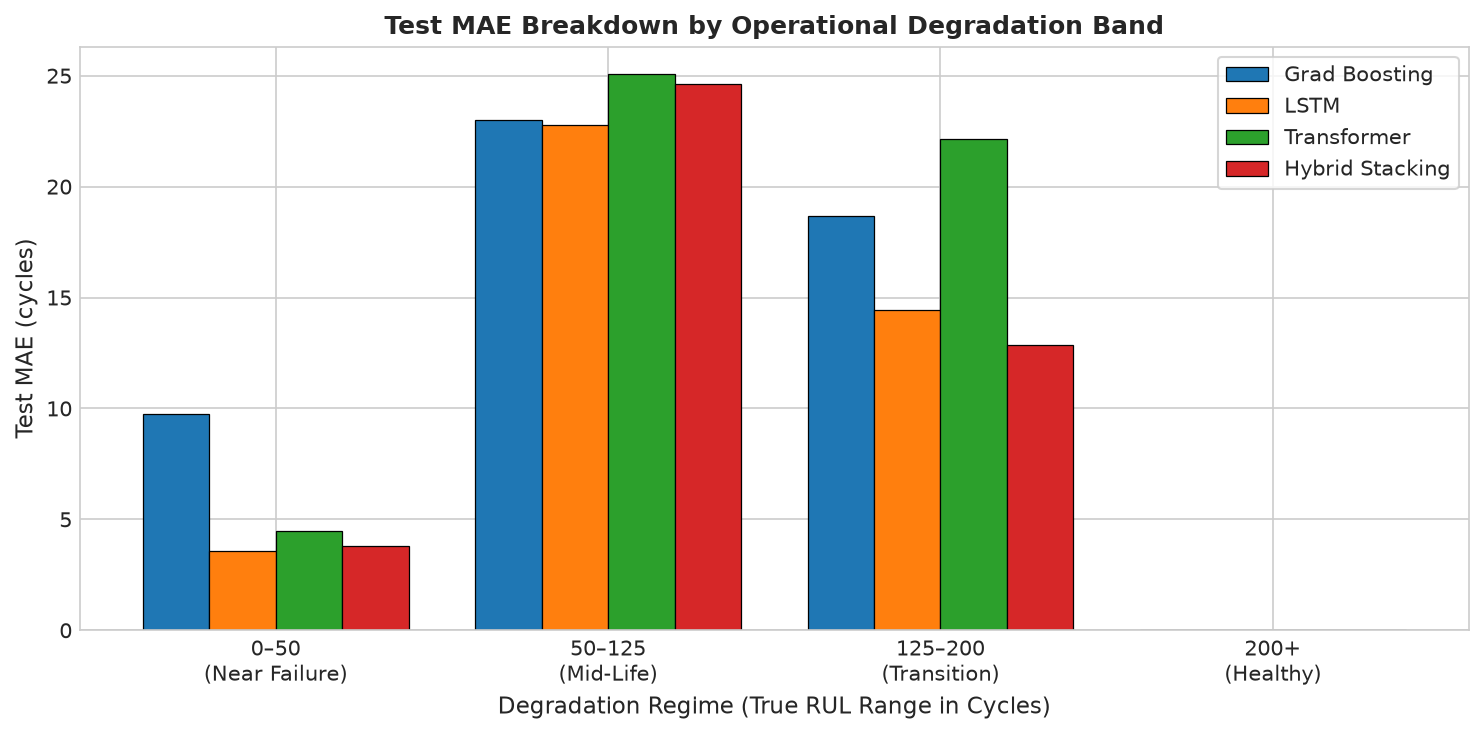 Test MAE Breakdown by Operational Degradation Band
Grad Boosting
LSTM
Transformer
Hybrid Stacking
Test MAE (cycles)
25
20
15
10
5
0
0–50
(Near Failure)
50–125
(Mid-Life)
125–200
(Transition)
200+
(Healthy)
Degradation Regime (True RUL Range in Cycles)